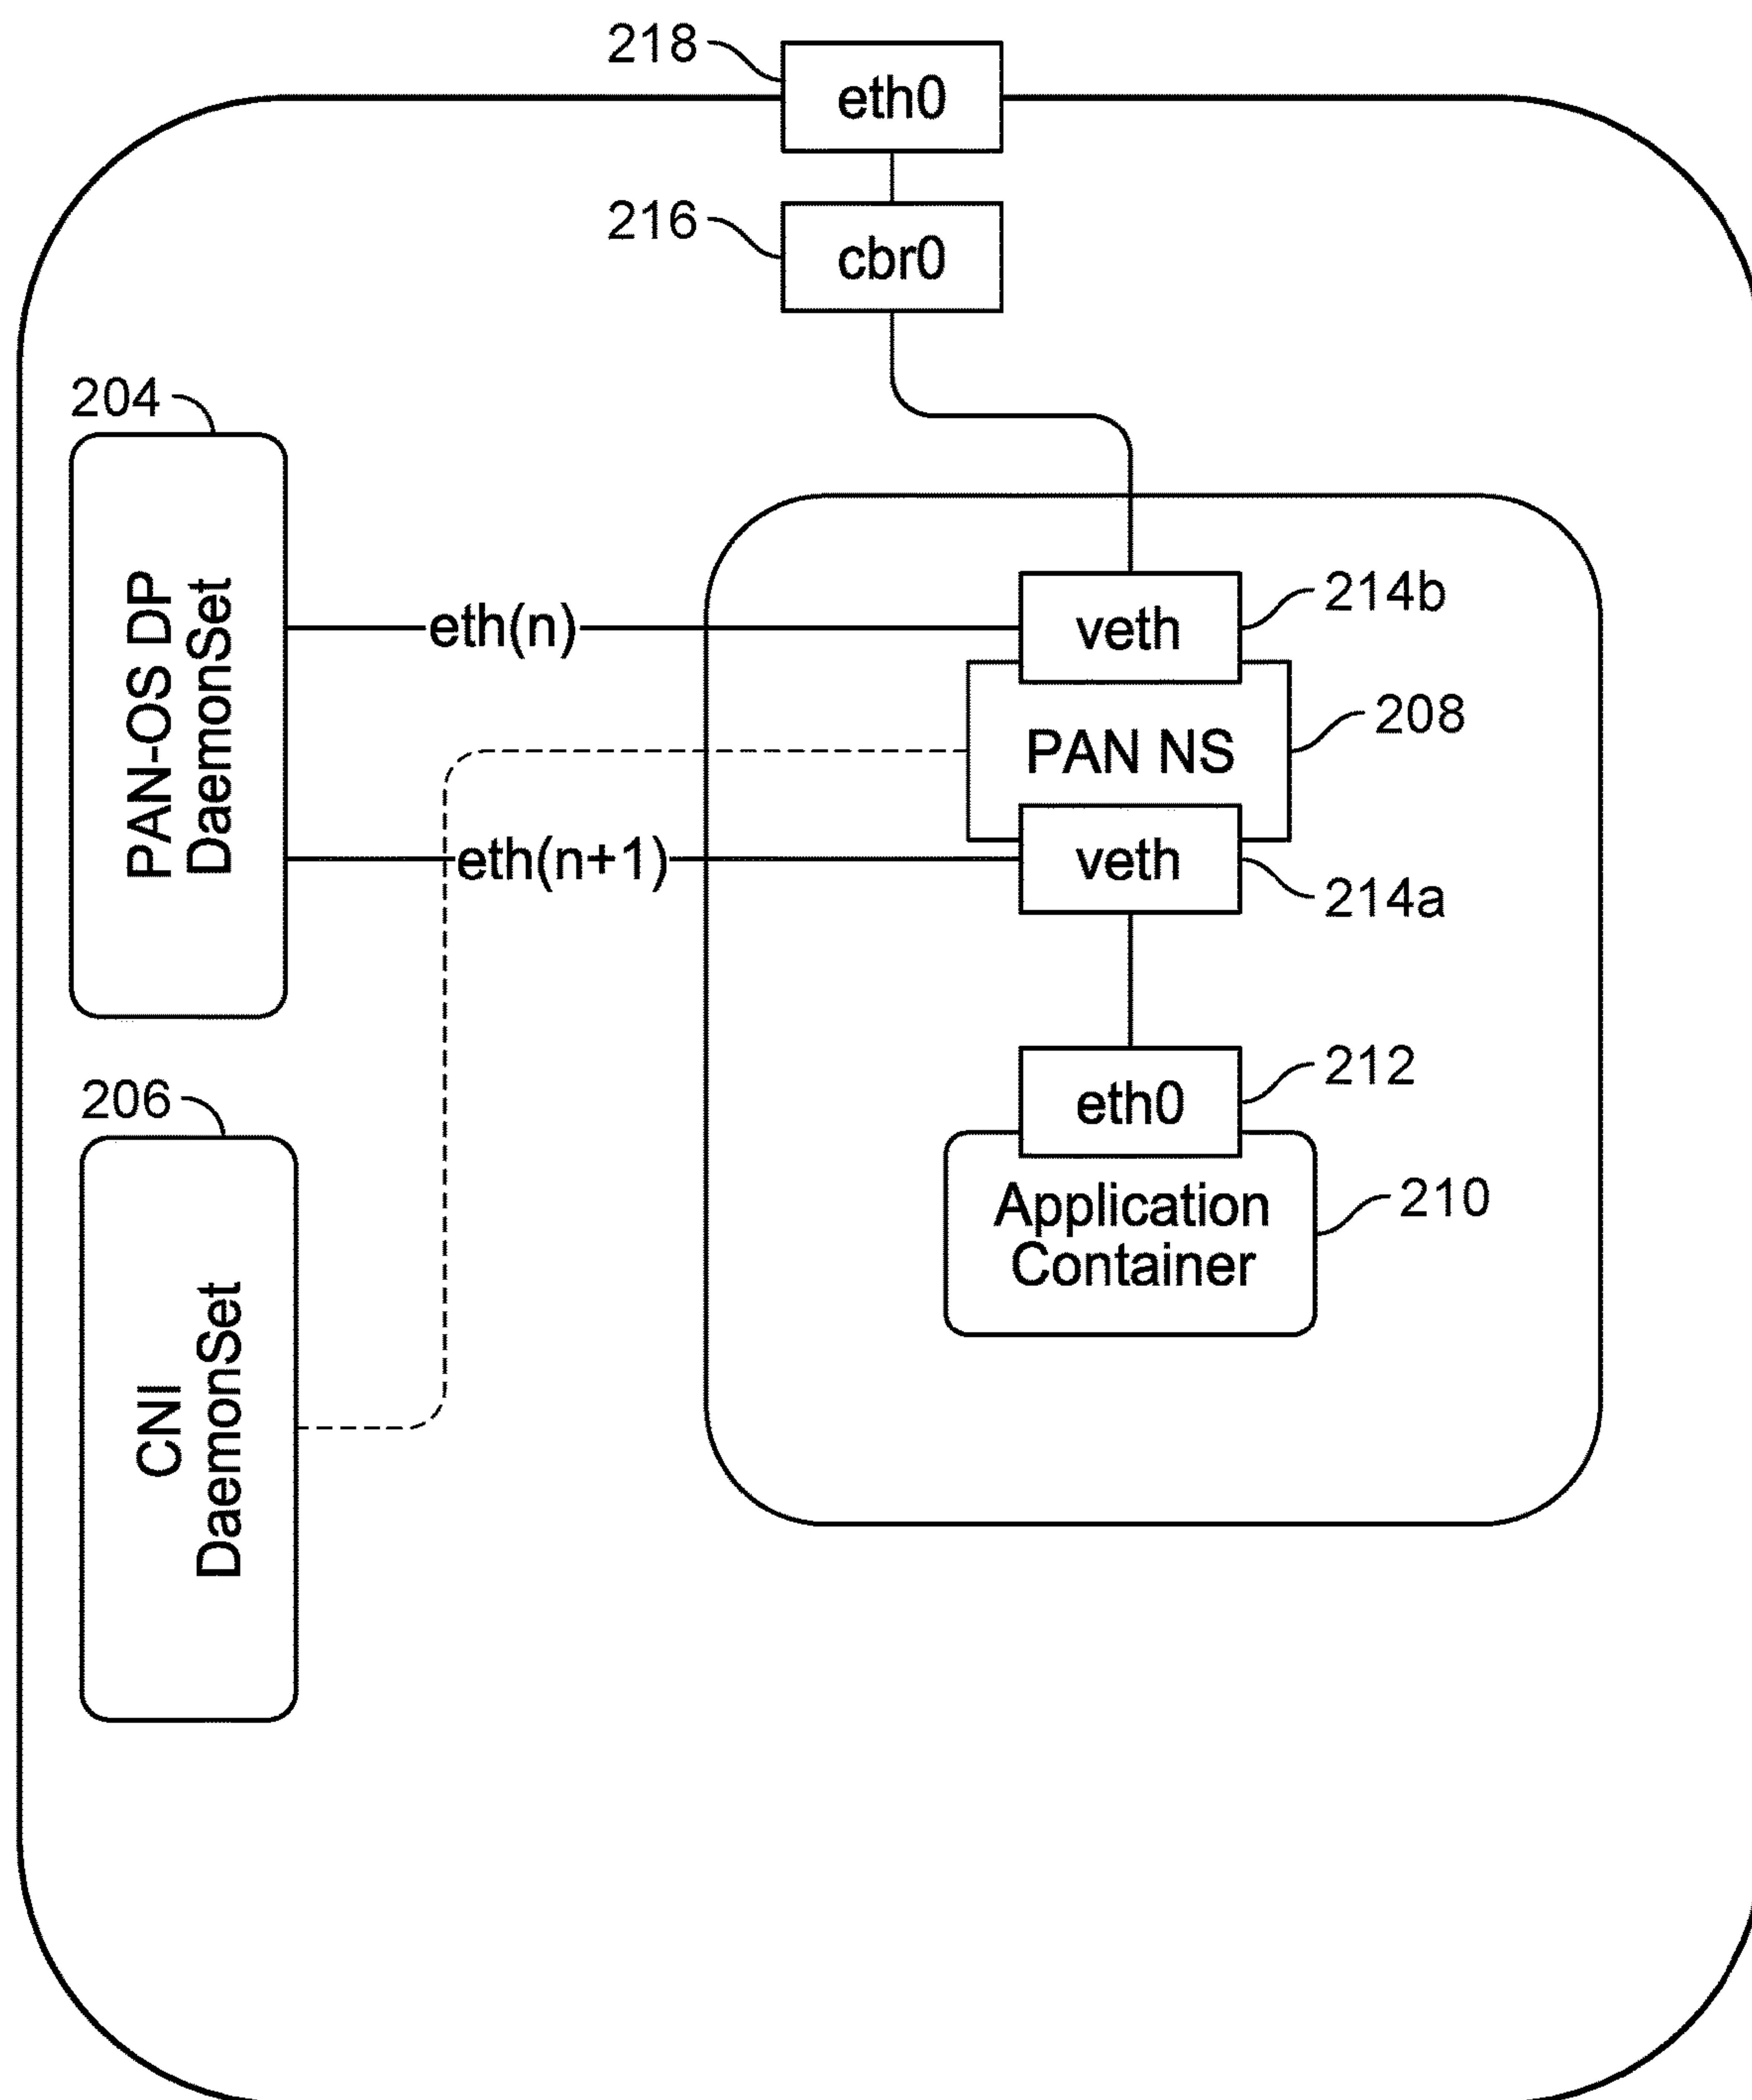 218
eth0
216
cbr0
204
PAN-OS DP
DaemonSet
eth(n)
veth
214b
PAN NS
208
eth(n+1)
veth
214a
206
CNI
DaemonSet
eth0
212
Application
Container
210